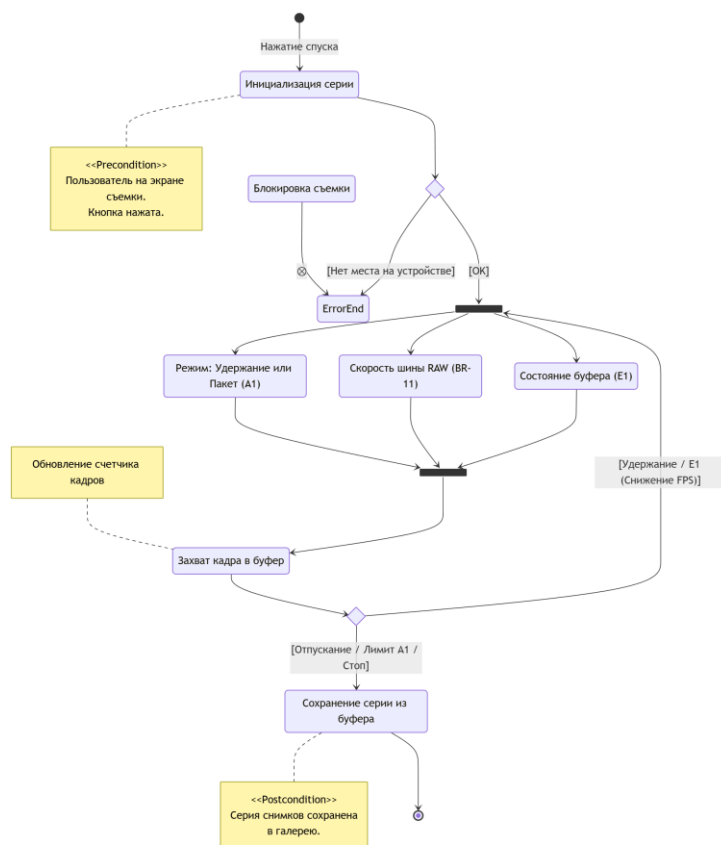 Нажатие спуска
Инициализация серии
<<Precondition>>
Пользователь на экране
съемки.
Кнопка нажата.
Блокировка съемки
⊗
[Нет места на устройстве]
[OK]
ErrorEnd
Режим: Удержание или
Пакет (A1)
Скорость шины RAW (BR-
11)
Состояние буфера (E1)
Обновление счетчика
кадров
[Удержание / E1
(Снижение FPS)]
Захват кадра в буфер
[Отпускание / Лимит A1 /
Стоп]
Сохранение серии из
буфера
<<Postcondition>>
Серия снимков сохранена
в галерею.